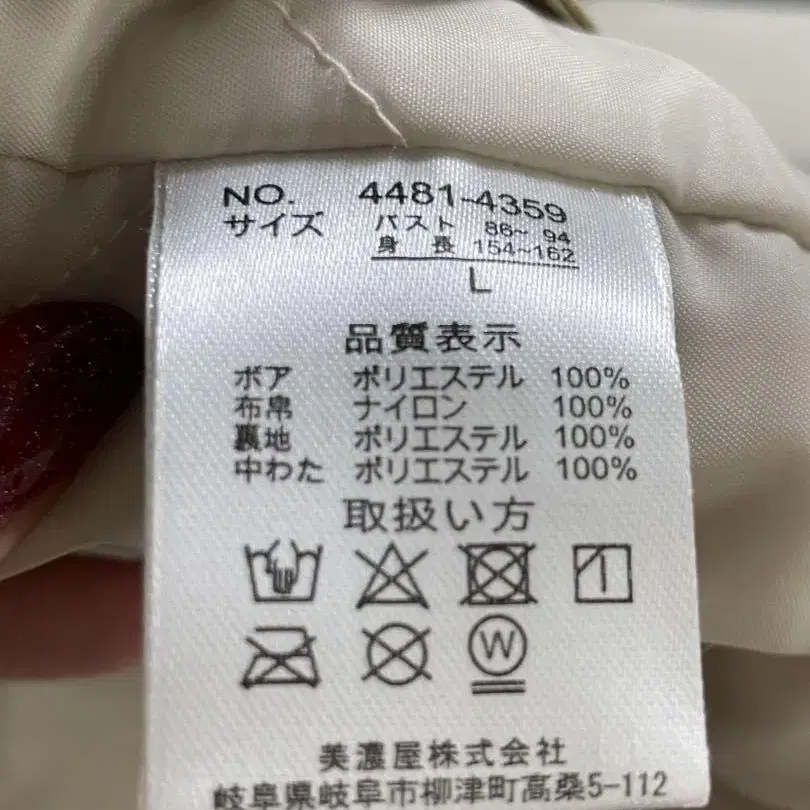 NO. 4481-4359
サイズ バスト 86~ 94
身 長 154~162
L
品質表示
ボア ポリエステル 100%
布帛 ナイロン 100%
裏地 ポリエステル 100%
中わた ポリエステル 100%
取扱い方
W
美濃屋株式会社
岐阜県岐阜市柳津町高桑5-112